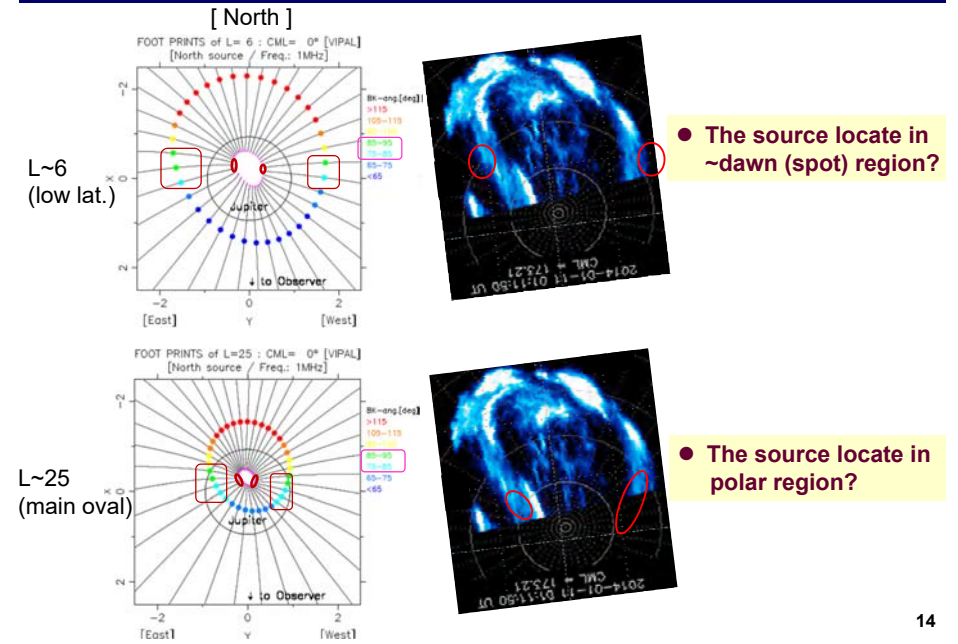 [ North ]
FOOT PRINTS of L= 6 : CML= 0° [VIPAL]
[North source / Freq.: 1MHz]
BK-ang.[deg]
>115
105-115
85-95
75-85
65-75
<65
L~6
(low lat.)
-2
0
2
X
Jupiter
↓ to Observer
-2 0 2
[East] Y [West]
2014-01-11 01:11:50 UT
CML = 173.21
● The source locate in
~dawn (spot) region?
FOOT PRINTS of L=25 : CML= 0° [VIPAL]
[North source / Freq.: 1MHz]
BK-ang.[deg]
>115
105-115
85-95
75-85
65-75
<65
L~25
(main oval)
-2
0
2
X
Jupiter
↓ to Observer
-2 0 2
[East] Y [West]
2014-01-11 01:11:50 UT
CML = 173.21
● The source locate in
polar region?
14